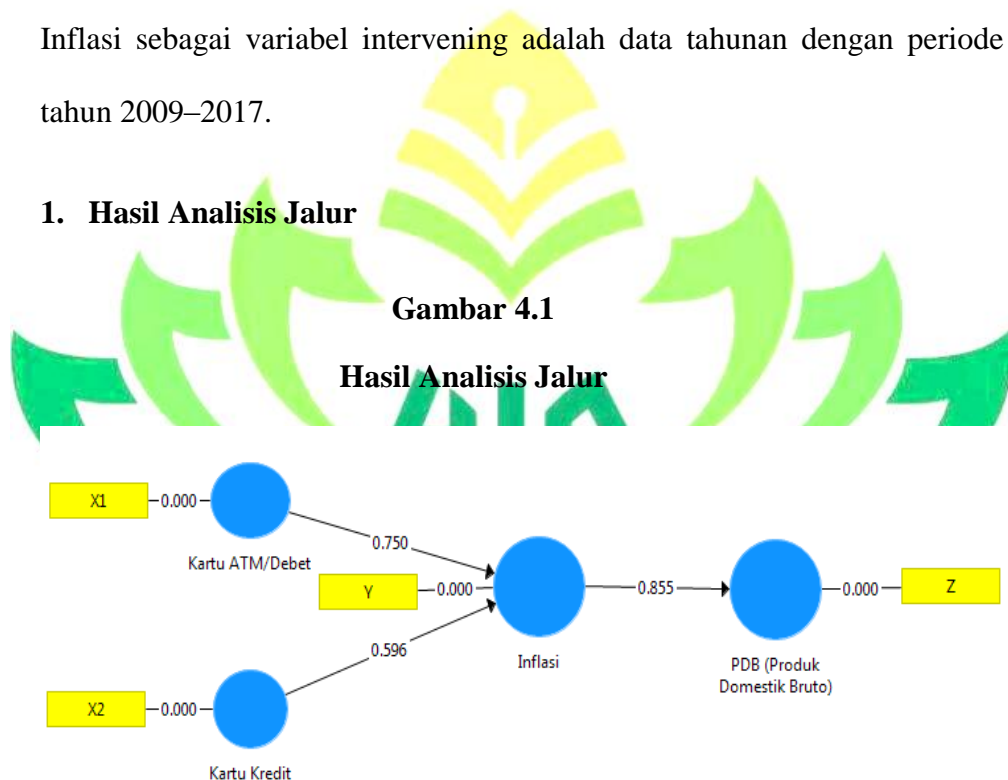 Inflasi sebagai variabel intervening adalah data tahunan dengan periode
tahun 2009–2017.
1. Hasil Analisis Jalur
Gambar 4.1
Hasil Analisis Jalur
X1
0.000
Kartu ATM/Debet
0.750
Y
0.000
Inflasi
0.855
PDB (Produk
Domestik Bruto)
0.000
Z
0.596
X2
0.000
Kartu Kredit